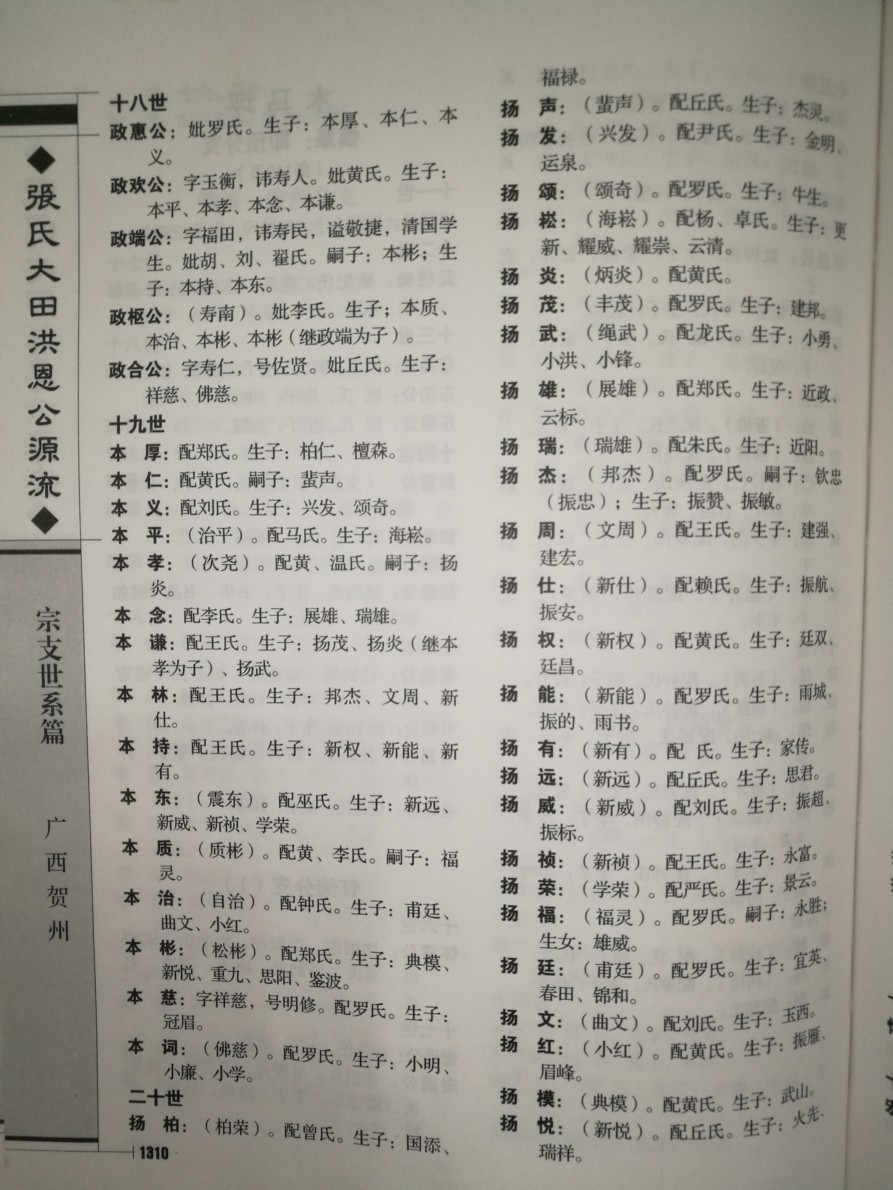 ◆張氏大田洪恩公源流◆
宗支世系篇
广西贺州
十八世
政惠公：妣罗氏。生子：本厚、本仁、本
义。
政欢公：字玉衡，讳寿人。妣黄氏。生子：
本平、本孝、本念、本谦。
政端公：字福田，讳寿民，谥敬捷，清国学
生。妣胡、刘、翟氏。嗣子：本彬；生
子：本持、本东。
政枢公：（寿南）。妣李氏。生子；本质、
本治、本彬、本彬（继政端为子）。
政合公：字寿仁，号佐贤。妣丘氏。生子：
祥慈、佛慈。
十九世
本　厚：配郑氏。生子：柏仁、檀森。
本　仁：配黄氏。嗣子：蜚声。
本　义：配刘氏。生子：兴发、颂奇。
本　平：（治平）。配马氏。生子：海崧。
本　孝：（次尧）。配黄、温氏。嗣子：扬
炎。
本　念：配李氏。生子：展雄、瑞雄。
本　谦：配王氏。生子：扬茂、扬炎（继本
孝为子）、扬武。
本　林：配王氏。生子：邦杰、文周、新
仕。
本　持：配王氏。生子：新权、新能、新
有。
本　东：（震东）。配巫氏。生子：新远、
新威、新祯、学荣。
本　质：（质彬）。配黄、李氏。嗣子：福
灵。
本　治：（自治）。配钟氏。生子：甫廷、
曲文、小红。
本　彬：（松彬）。配郑氏。生子：典模、
新悦、重九、思阳、鉴波。
本　慈：字祥慈，号明修。配罗氏。生子：
冠眉。
本　词：（佛慈）。配罗氏。生子：小明、
小廉、小学。
二十世
扬　柏：（柏荣）。配曾氏。生子：国添、
1310
福禄。
扬　声：（蜚声）。配丘氏。生子：杰灵。
扬　发：（兴发）。配尹氏。生子：金明、
运泉。
扬　颂：（颂奇）。配罗氏。生子：牛生。
扬　崧：（海崧）。配杨、卓氏。生子：更
新、耀威、耀崇、云清。
扬　炎：（炳炎）。配黄氏。
扬　茂：（丰茂）。配罗氏。生子：建邦。
扬　武：（绳武）。配龙氏。生子：小勇、
小洪、小锋。
扬　雄：（展雄）。配郑氏。生子：近政、
云标。
扬　瑞：（瑞雄）。配朱氏。生子：近阳。
扬　杰：（邦杰）。配罗氏。嗣子：钦忠
（振忠）；生子：振赞、振敏。
扬　周：（文周）。配王氏。生子：建强、
建宏。
扬　仕：（新仕）。配赖氏。生子：振航、
振安。
扬　权：（新权）。配黄氏。生子：廷双、
廷昌。
扬　能：（新能）。配罗氏。生子：雨城、
振的、雨书。
扬　有：（新有）。配　氏。生子：家传。
扬　远：（新远）。配丘氏。生子：思君。
扬　威：（新威）。配刘氏。生子：振超、
振标。
扬　祯：（新祯）。配王氏。生子：永富。
扬　荣：（学荣）。配严氏。生子：景云。
扬　福：（福灵）。配罗氏。嗣子：永胜；
生女：雄威。
扬　廷：（甫廷）。配罗氏。生子：宜英、
春田、锦和。
扬　文：（曲文）。配刘氏。生子：玉西。
扬　红：（小红）。配黄氏。生子：振雁、
眉峰。
扬　模：（典模）。配黄氏。生子：武山。
扬　悦：（新悦）。配丘氏。生子：火先、
瑞祥。